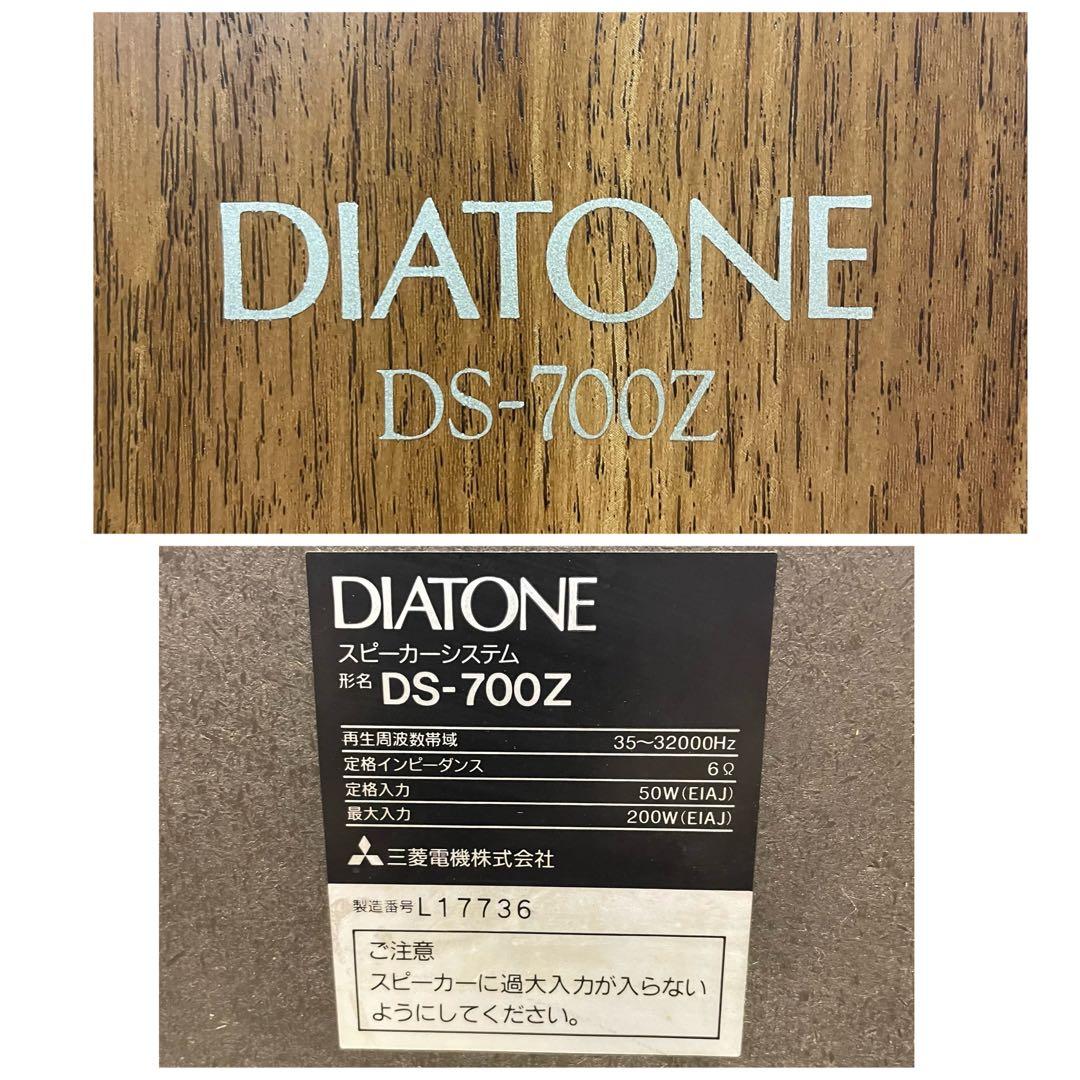 DIATONE
DS-700Z
DIATONE
スピーカーシステム
形名 DS-700Z
再生周波数帯域 35～32000Hz
定格インピーダンス 6Ω
定格入力 50W(EIAJ)
最大入力 200W(EIAJ)
三菱電機株式会社
製造番号 L17736
ご注意
スピーカーに過大入力が入らない
ようにしてください。